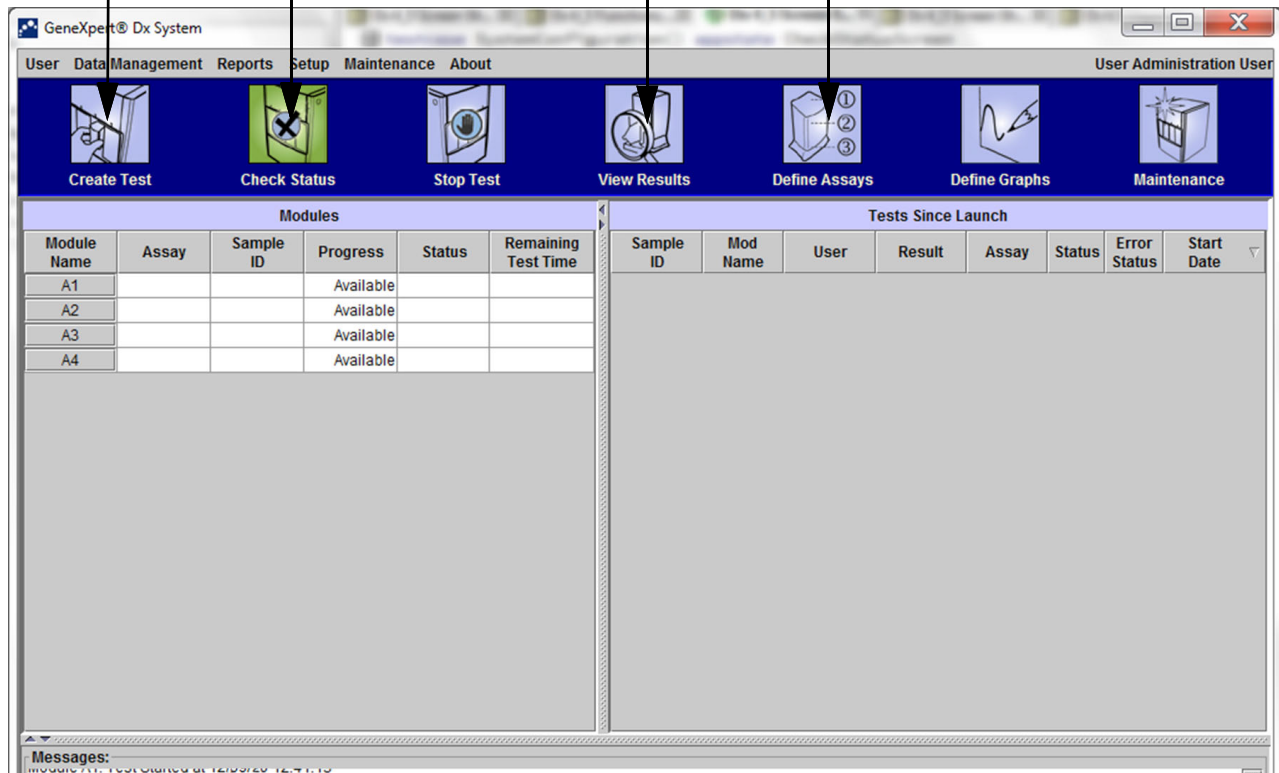 GeneXpert® Dx System
User Data Management Reports Setup Maintenance About User Administration User
Create Test Check Status Stop Test View Results Define Assays Define Graphs Maintenance
① ② ③
Modules Tests Since Launch
Module Name Assay Sample ID Progress Status Remaining Test Time Sample ID Mod Name User Result Assay Status Error Status Start Date
A1 Available
A2 Available
A3 Available
A4 Available
Messages: